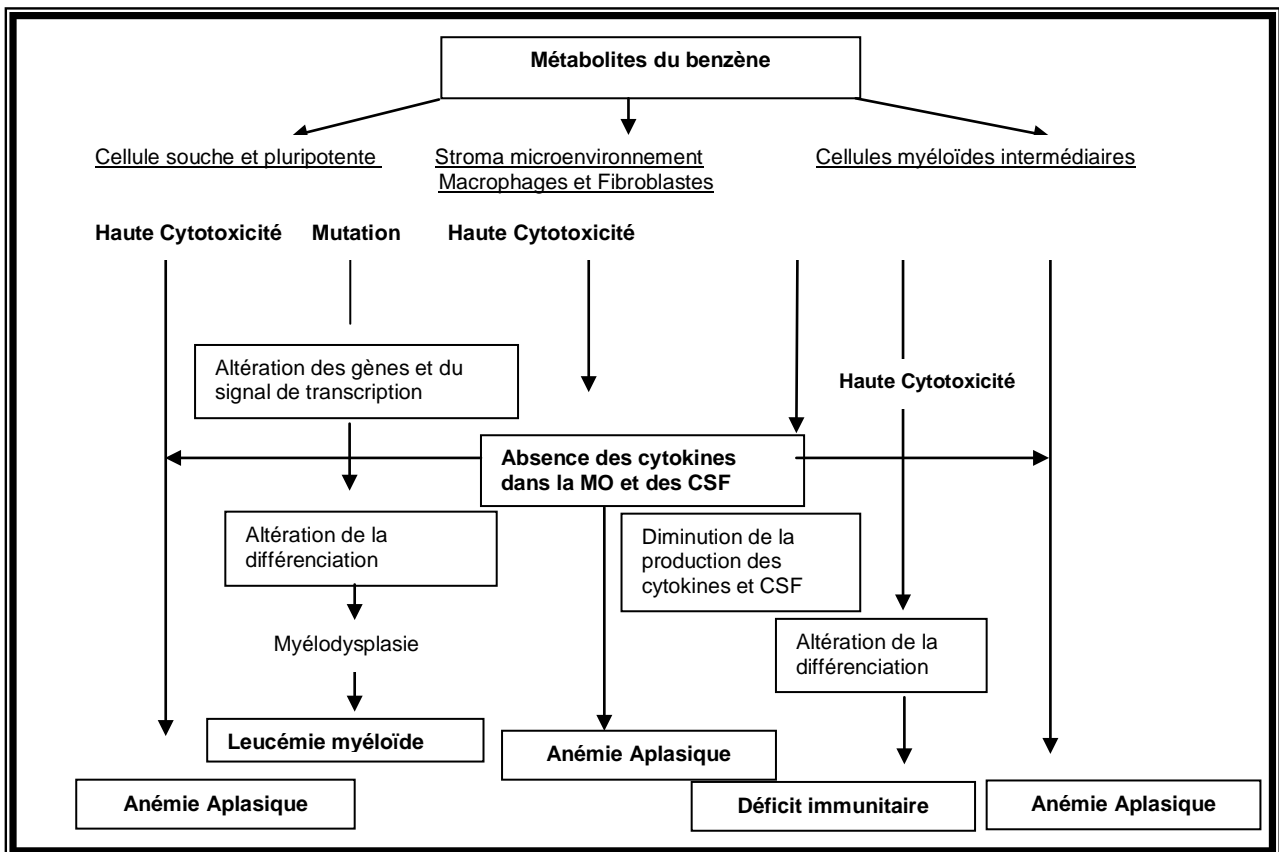 Métabolites du benzène
Cellule souche et pluripotente
Stroma microenvironnement
Macrophages et Fibroblastes
Cellules myéloïdes intermédiaires
Haute Cytotoxicité
Mutation
Haute Cytotoxicité
Altération des gènes et du
signal de transcription
Haute Cytotoxicité
Absence des cytokines
dans la MO et des CSF
Altération de la
différenciation
Diminution de la
production des
cytokines et CSF
Myélodysplasie
Altération de la
différenciation
Leucémie myéloïde
Anémie Aplasique
Anémie Aplasique
Déficit immunitaire
Anémie Aplasique